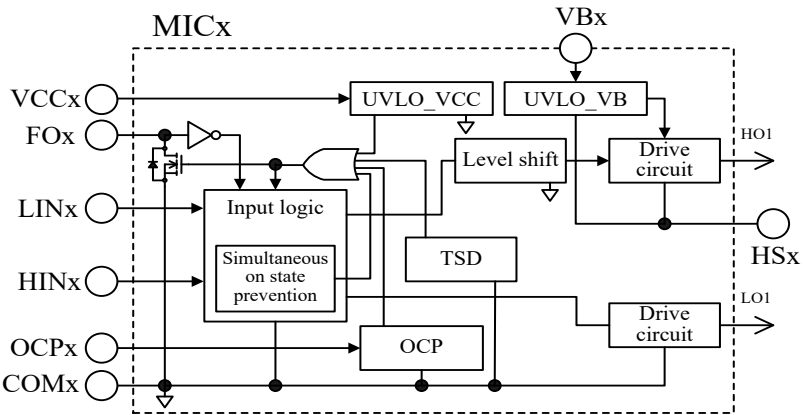 MICx
VBx
VCCx
UVLO_VCC
UVLO_VB
FOx
HO1
Level shift
Drive
circuit
LINx
Input logic
HSx
Simultaneous
on state
prevention
TSD
HINx
LO1
Drive
circuit
OCPx
OCP
COMx